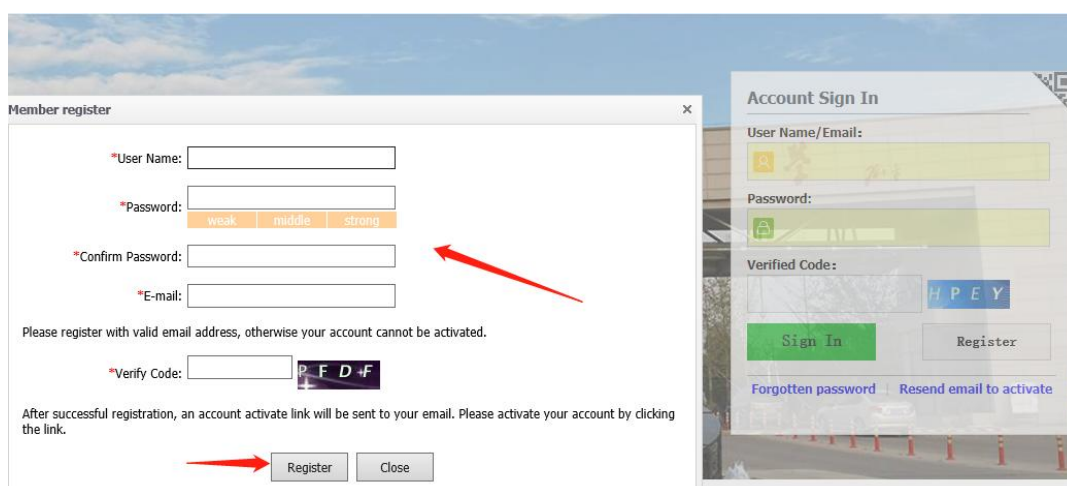 Member register
×
*User Name:
*Password:
weak middle strong
*Confirm Password:
*E-mail:
Please register with valid email address, otherwise your account cannot be activated.
*Verify Code:
P F D F
After successful registration, an account activate link will be sent to your email. Please activate your account by clicking
the link.
Register Close
Account Sign In
User Name/Email:
Password:
Verified Code:
H P E Y
Sign In Register
Forgotten password | Resend email to activate